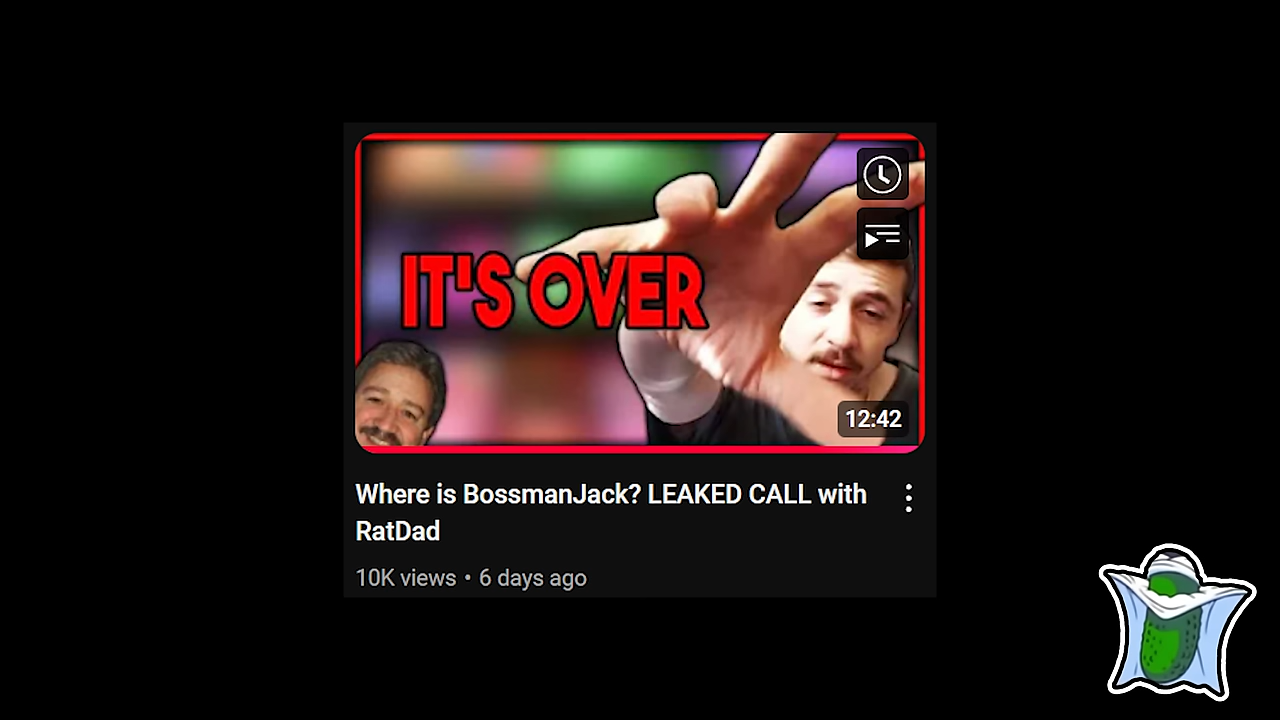 IT'S OVER
12:42
Where is BossmanJack? LEAKED CALL with
RatDad
10K views • 6 days ago